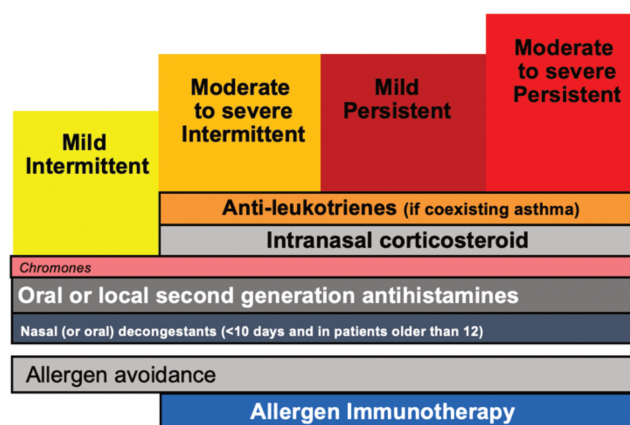 Mild
Intermittent
Moderate
to severe
Intermittent
Mild
Persistent
Moderate
to severe
Persistent
Anti-leukotrienes (if coexisting asthma)
Intranasal corticosteroid
Chromones
Oral or local second generation antihistamines
Nasal (or oral) decongestants (<10 days and in patients older than 12)
Allergen avoidance
Allergen Immunotherapy